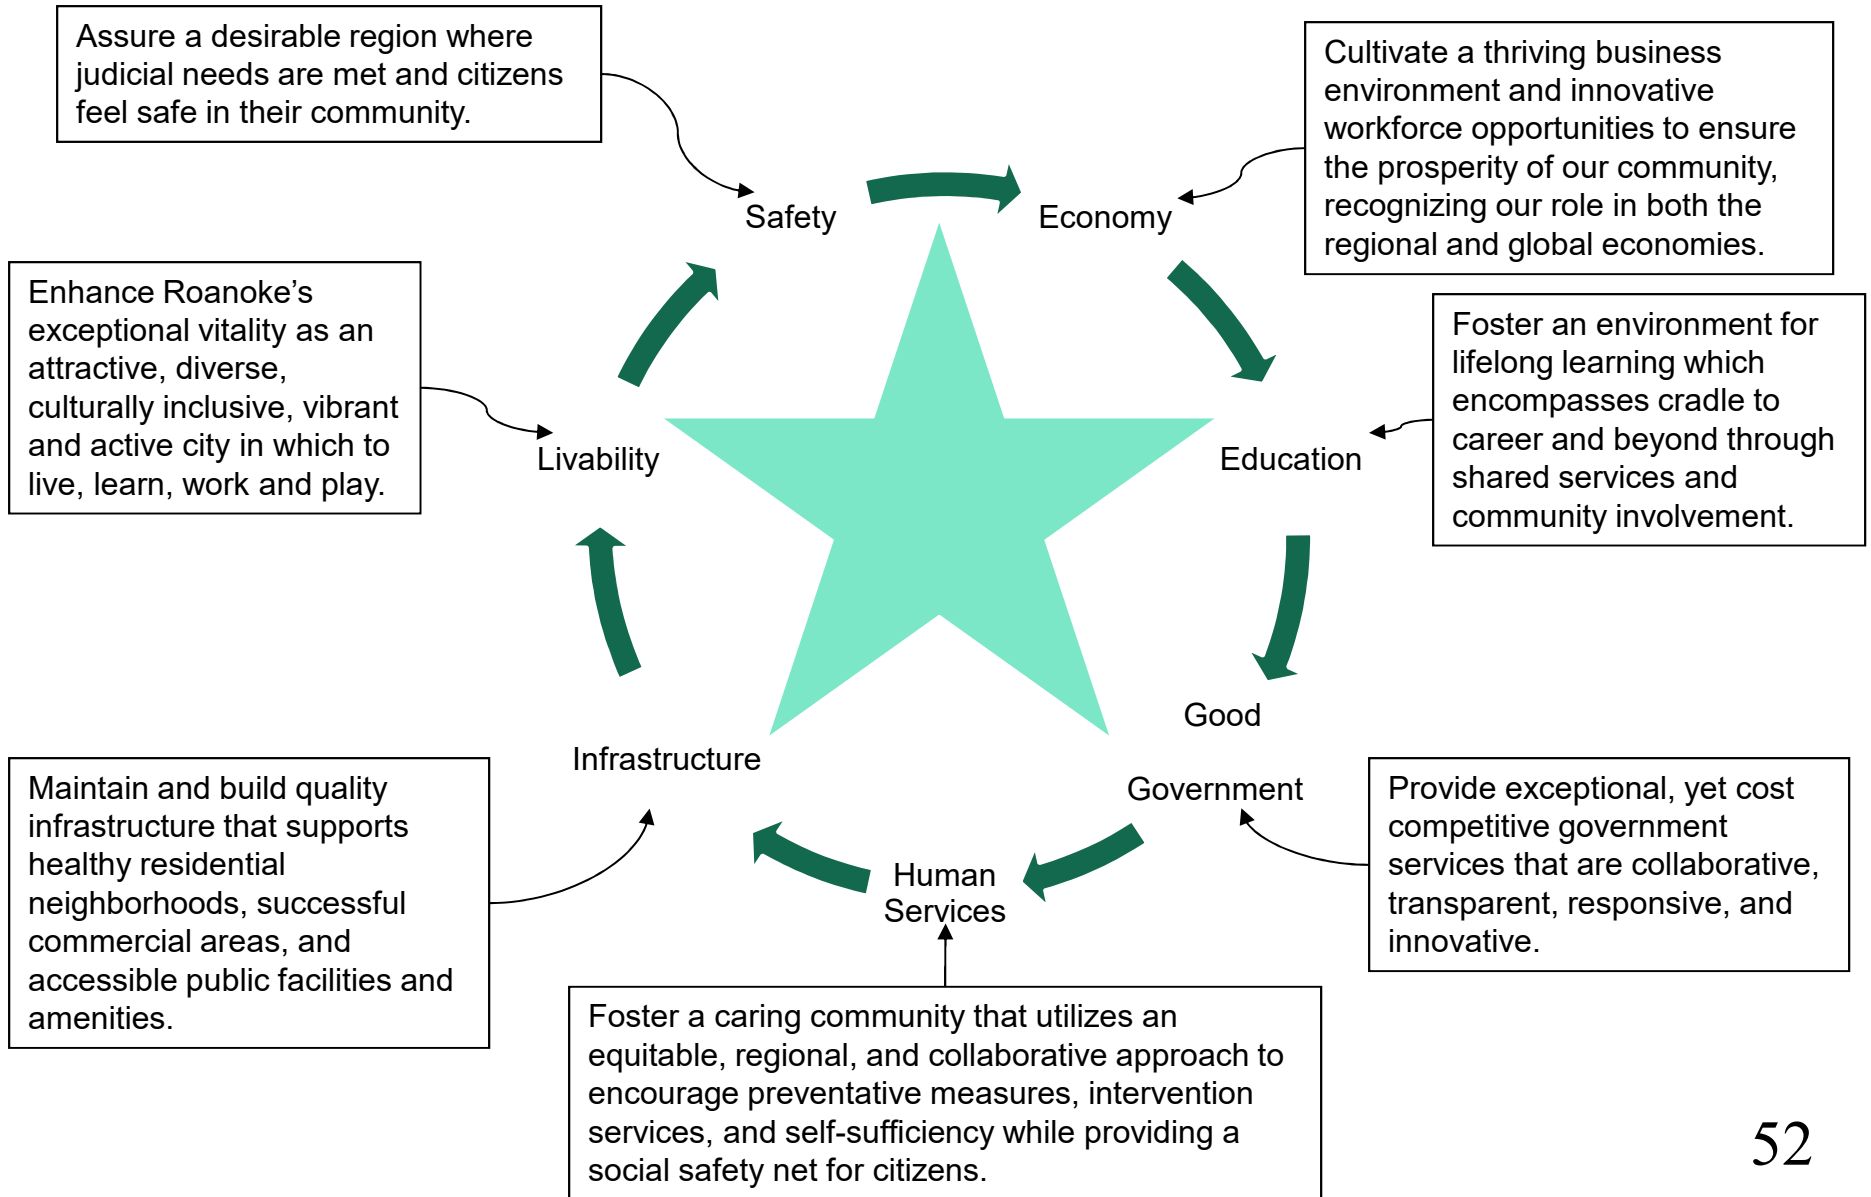 Assure a desirable region where
judicial needs are met and citizens
feel safe in their community.
Cultivate a thriving business
environment and innovative
workforce opportunities to ensure
the prosperity of our community,
recognizing our role in both the
regional and global economies.
Safety
Economy
Enhance Roanoke’s
exceptional vitality as an
attractive, diverse,
culturally inclusive, vibrant
and active city in which to
live, learn, work and play.
Foster an environment for
lifelong learning which
encompasses cradle to
career and beyond through
shared services and
community involvement.
Livability
Education
Good
Government
Infrastructure
Human
Services
Maintain and build quality
infrastructure that supports
healthy residential
neighborhoods, successful
commercial areas, and
accessible public facilities and
amenities.
Provide exceptional, yet cost
competitive government
services that are collaborative,
transparent, responsive, and
innovative.
Foster a caring community that utilizes an
equitable, regional, and collaborative approach to
encourage preventative measures, intervention
services, and self-sufficiency while providing a
social safety net for citizens.
52